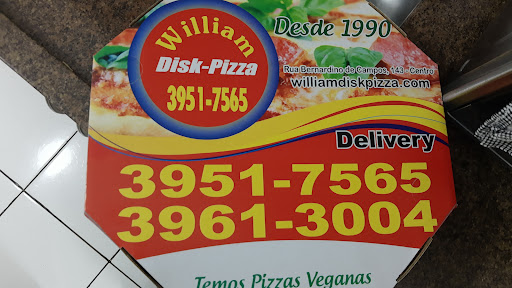 William
Disk-Pizza
3951-7565
Desde 1990
Rua Bernardino de Campos, 143 - Centro
williamdiskpizza.com
Delivery
3951-7565
3961-3004
Temos Pizzas Veganas